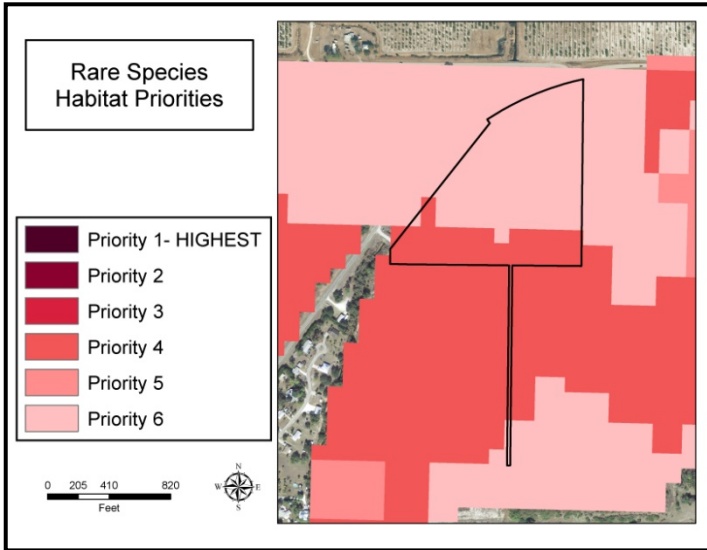 Rare Species
Habitat Priorities
Priority 1- HIGHEST
Priority 2
Priority 3
Priority 4
Priority 5
Priority 6
0 205 410 820
Feet
N
W E
S